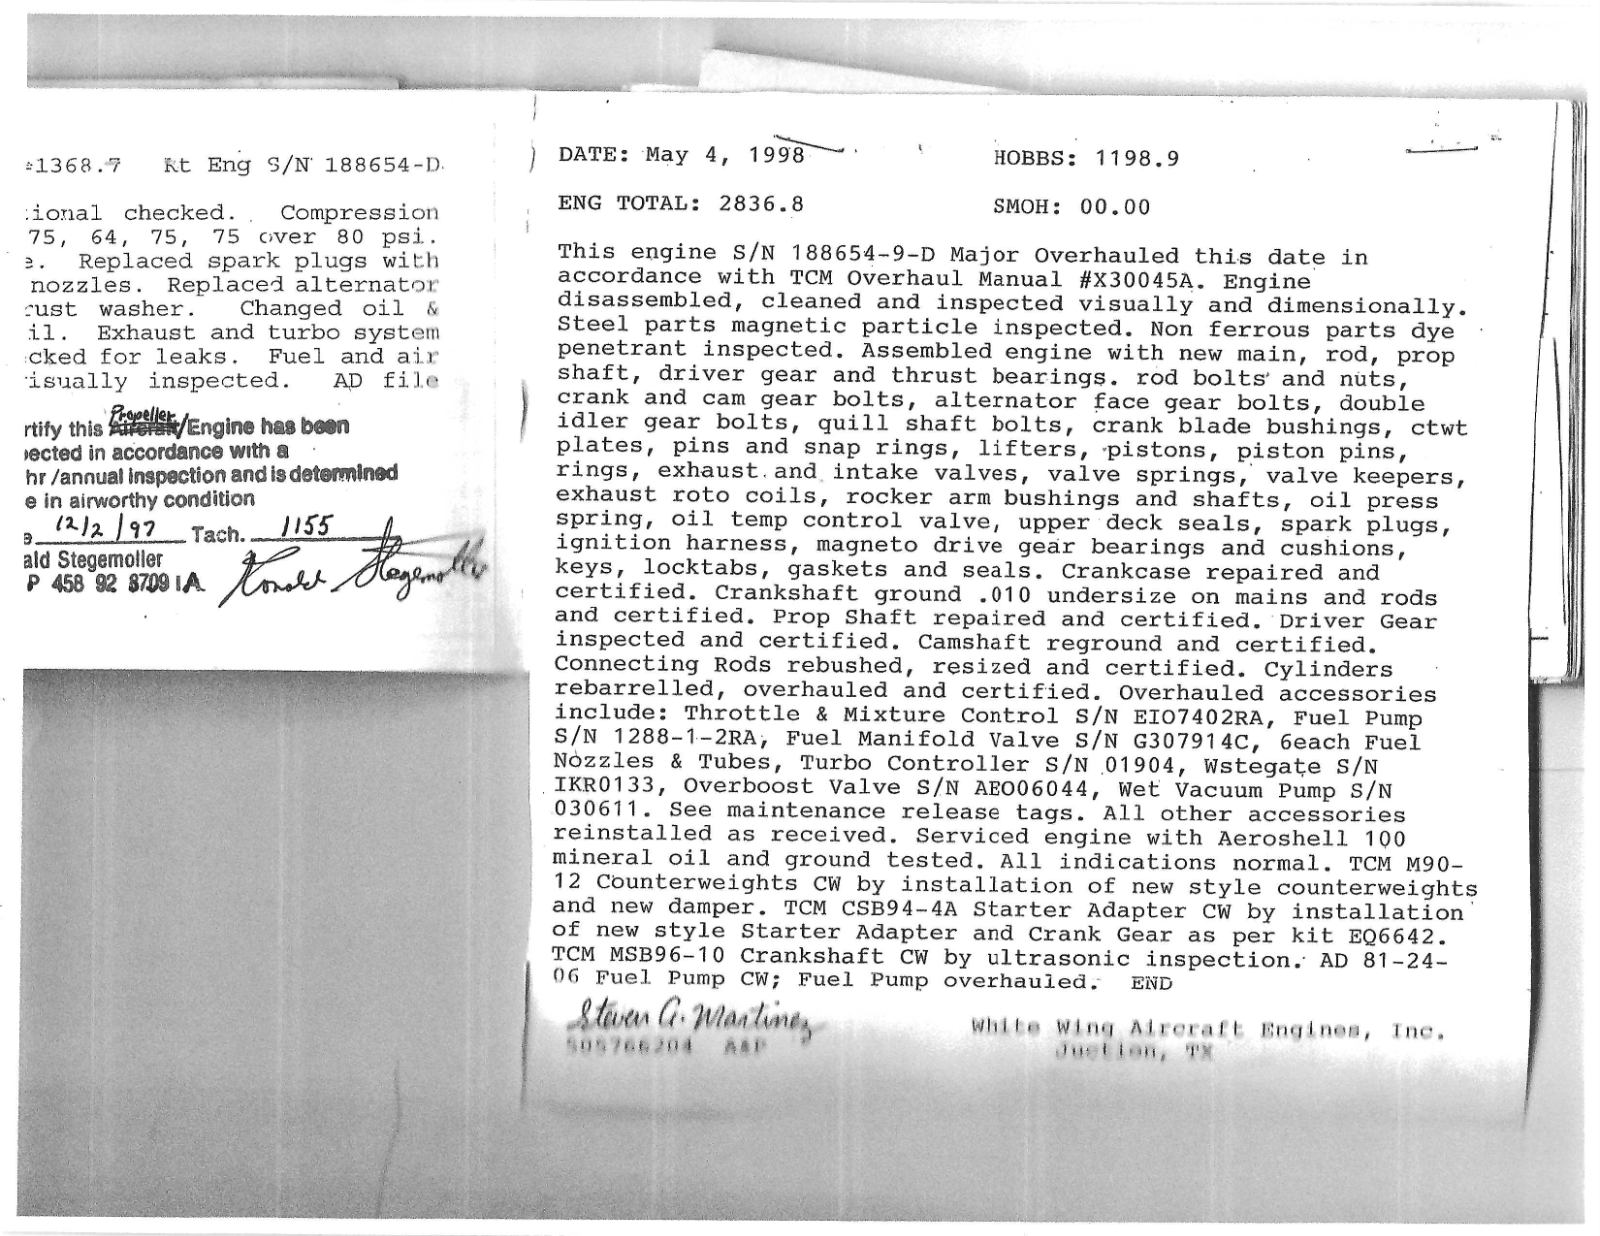 1368.7 Rt Eng S/N 188654-D
ional checked. Compression
75, 64, 75, 75 over 80 psi.
Replaced spark plugs with
nozzles. Replaced alternator
rust washer. Changed oil &
il. Exhaust and turbo system
cked for leaks. Fuel and air
isually inspected. AD file
Propeller
rtify this Aircraft/Engine has been
ected in accordance with a
hr /annual inspection and is determined
e in airworthy condition
12/2/97 Tach. 1155
ald Stegemoller
P 458 92 8709 IA Ronald Stegemoller
DATE: May 4, 1998 HOBBS: 1198.9
ENG TOTAL: 2836.8 SMOH: 00.00
This engine S/N 188654-9-D Major Overhauled this date in
accordance with TCM Overhaul Manual #X30045A. Engine
disassembled, cleaned and inspected visually and dimensionally.
Steel parts magnetic particle inspected. Non ferrous parts dye
penetrant inspected. Assembled engine with new main, rod, prop
shaft, driver gear and thrust bearings. rod bolts and nuts,
crank and cam gear bolts, alternator face gear bolts, double
idler gear bolts, quill shaft bolts, crank blade bushings, ctwt
plates, pins and snap rings, lifters, pistons, piston pins,
rings, exhaust and intake valves, valve springs, valve keepers,
exhaust roto coils, rocker arm bushings and shafts, oil press
spring, oil temp control valve, upper deck seals, spark plugs,
ignition harness, magneto drive gear bearings and cushions,
keys, locktabs, gaskets and seals. Crankcase repaired and
certified. Crankshaft ground .010 undersize on mains and rods
and certified. Prop Shaft repaired and certified. Driver Gear
inspected and certified. Camshaft reground and certified.
Connecting Rods rebushed, resized and certified. Cylinders
rebarrelled, overhauled and certified. Overhauled accessories
include: Throttle & Mixture Control S/N EIO7402RA, Fuel Pump
S/N 1288-1-2RA, Fuel Manifold Valve S/N G307914C, 6each Fuel
Nozzles & Tubes, Turbo Controller S/N 01904, Wstegate S/N
IKR0133, Overboost Valve S/N AEO06044, Wet Vacuum Pump S/N
030611. See maintenance release tags. All other accessories
reinstalled as received. Serviced engine with Aeroshell 100
mineral oil and ground tested. All indications normal. TCM M90-
12 Counterweights CW by installation of new style counterweights
and new damper. TCM CSB94-4A Starter Adapter CW by installation
of new style Starter Adapter and Crank Gear as per kit EQ6642.
TCM MSB96-10 Crankshaft CW by ultrasonic inspection. AD 81-24-
06 Fuel Pump CW; Fuel Pump overhauled. END
Steven G. Martinez White Wing Aircraft Engines, Inc.
505766204 A&P TX